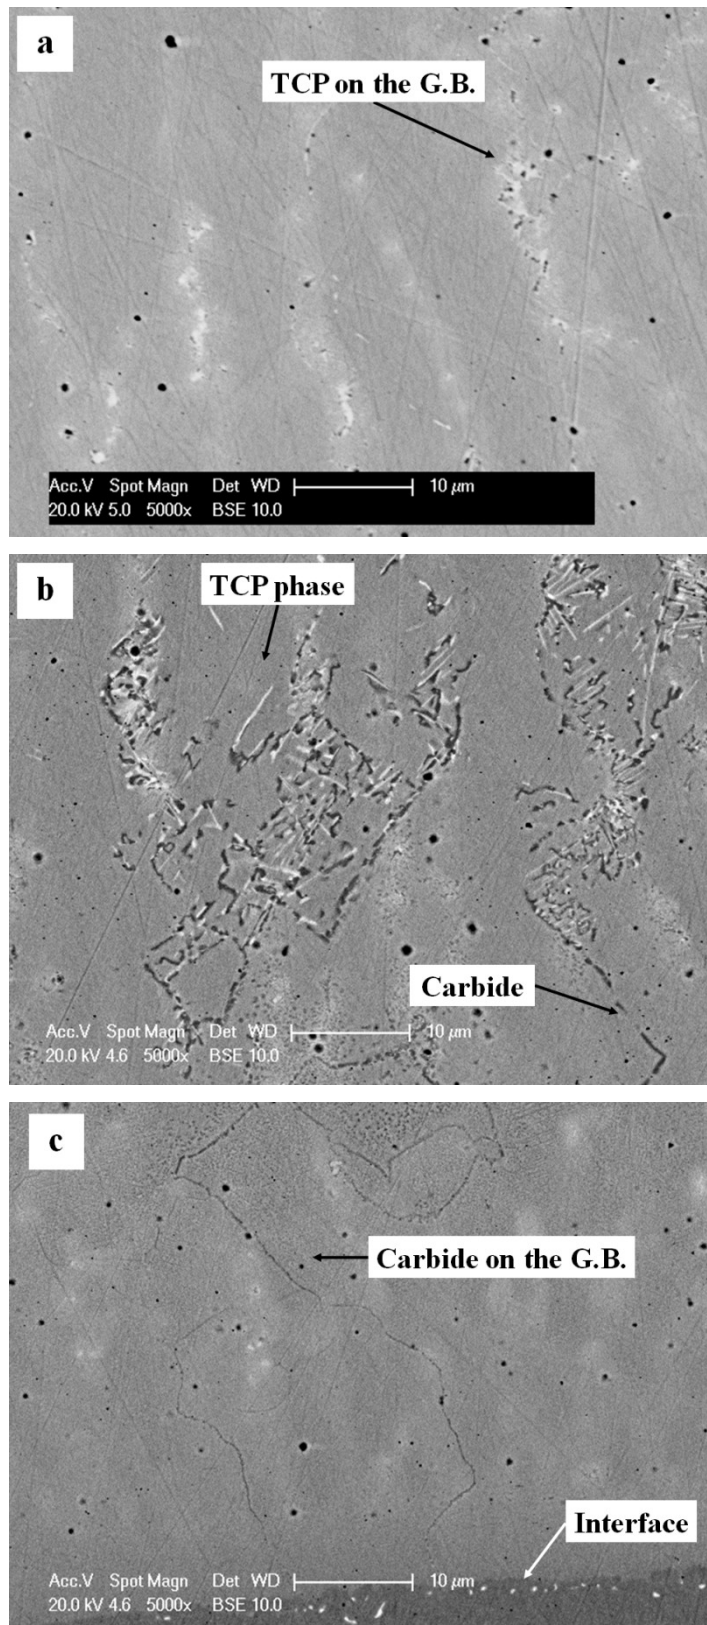 a
TCP on the G.B.
Acc.V Spot Magn Det WD 10 μm
20.0 kV 5.0 5000x BSE 10.0
b
TCP phase
Carbide
Acc.V Spot Magn Det WD 10 μm
20.0 kV 4.6 5000x BSE 10.0
c
Carbide on the G.B.
Interface
Acc.V Spot Magn Det WD 10 μm
20.0 kV 4.6 5000x BSE 10.0